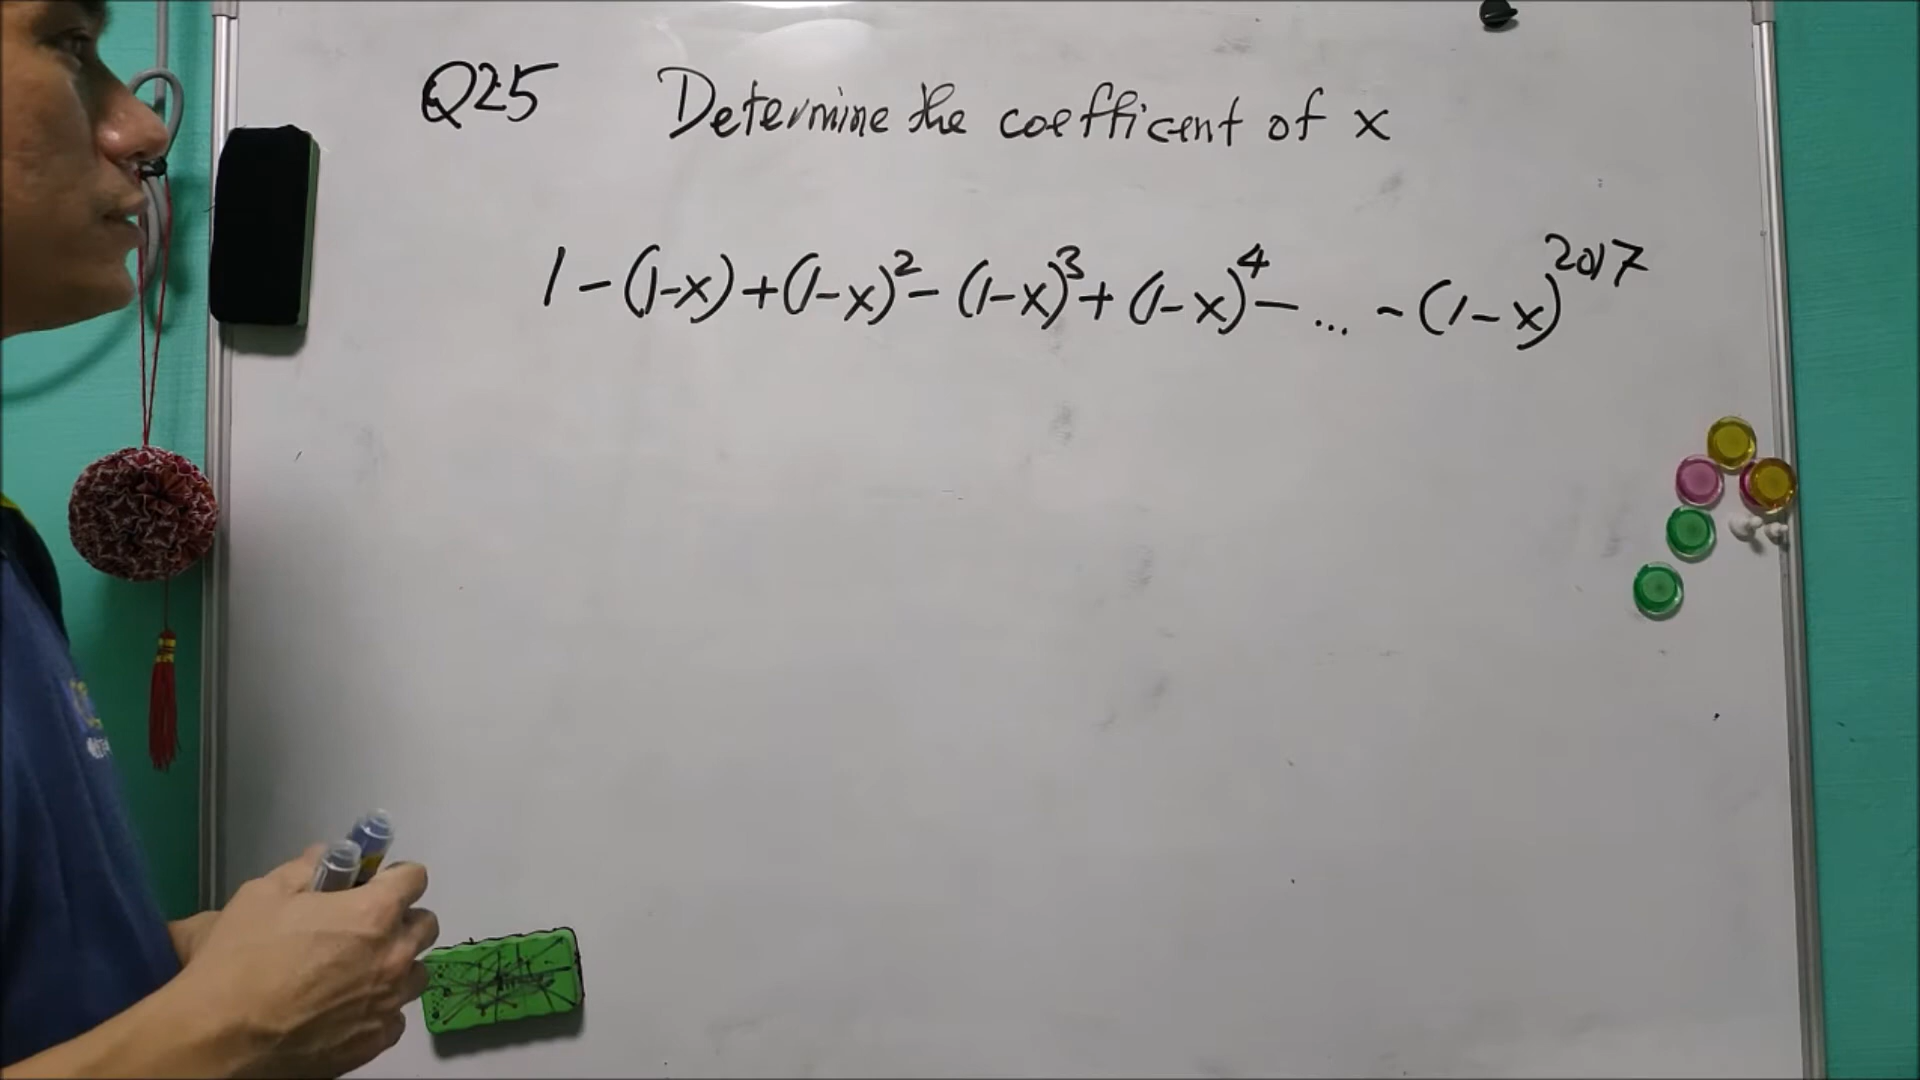 Q25 Determine the coefficent of x
1 - (1-x) + (1-x)² - (1-x)³ + (1-x)⁴ - ... - (1-x)²⁰¹⁷